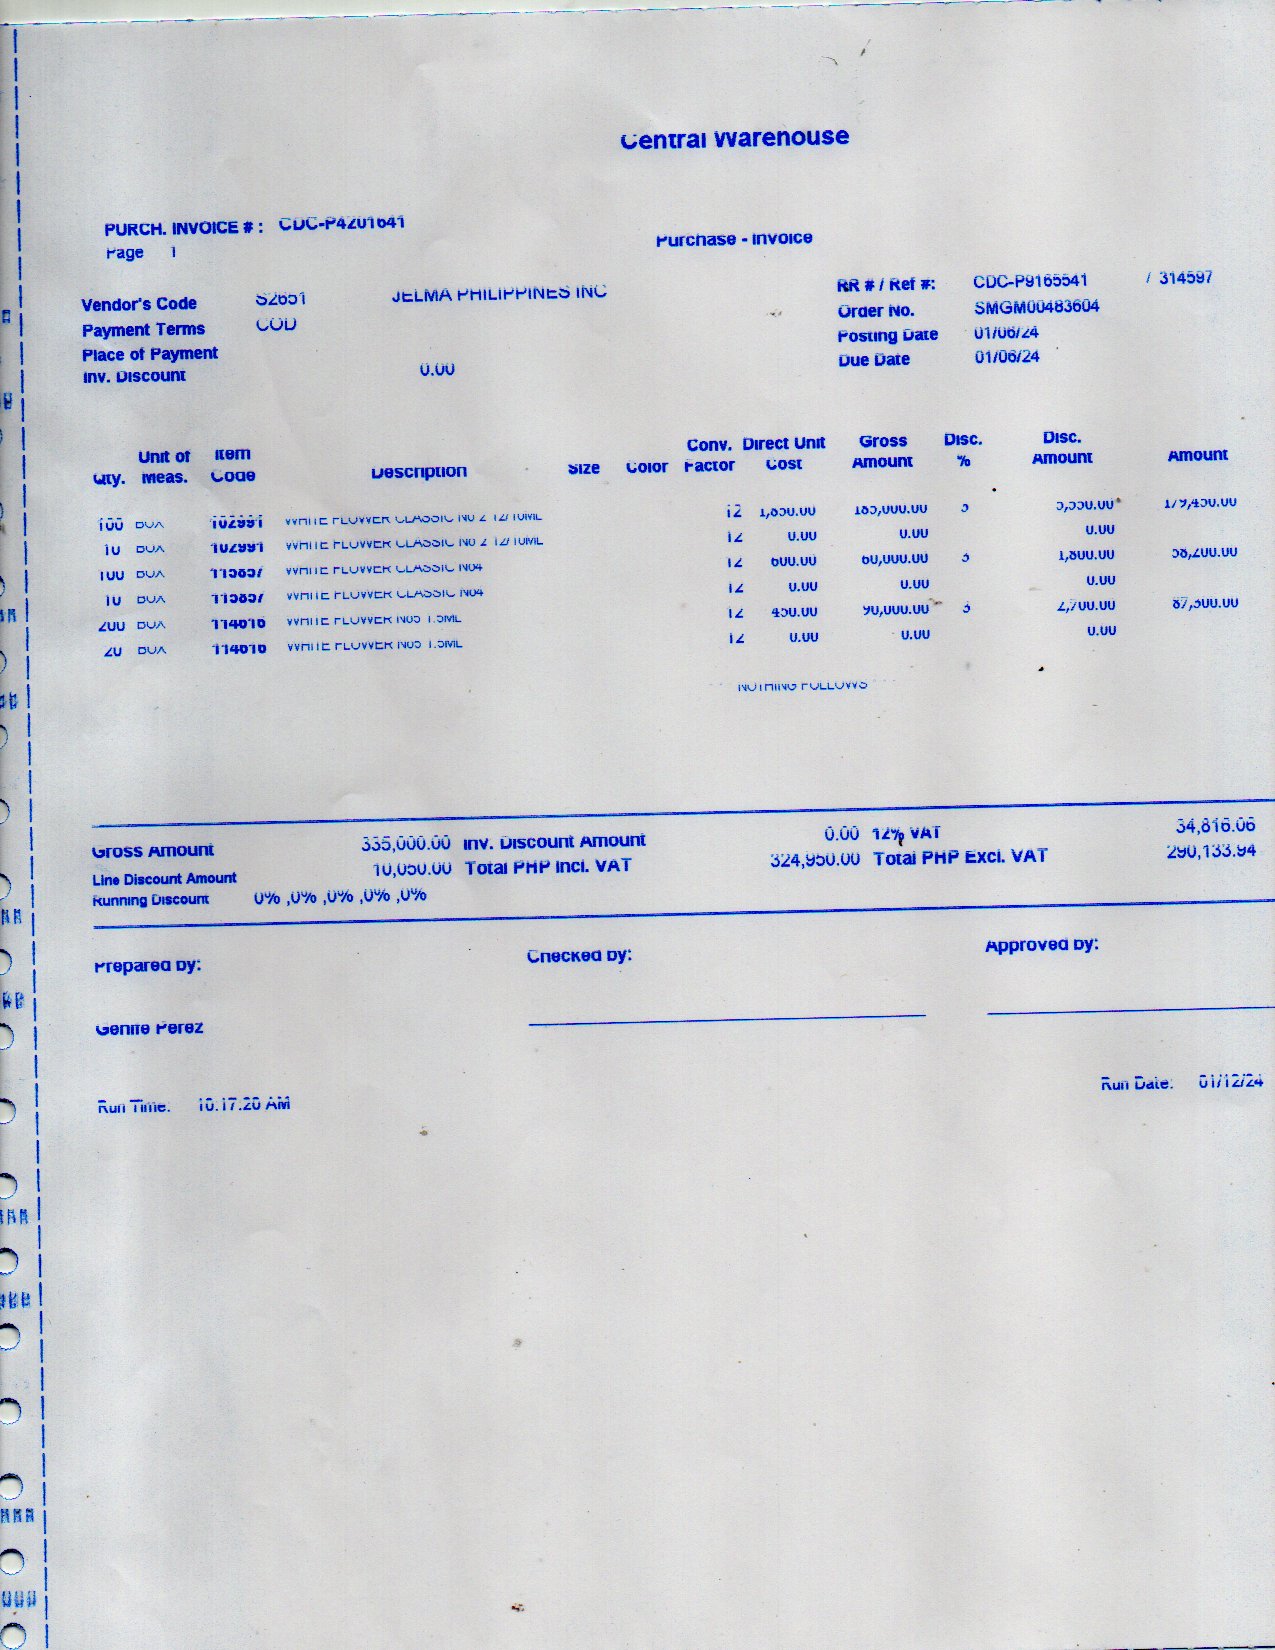 Central Warehouse
PURCH. INVOICE # : CDC-P4201641
Page 1
Purchase - Invoice
Vendor's Code S2651 JELMA PHILIPPINES INC
Payment Terms COD
Place of Payment
Inv. Discount 0.00
RR # / Ref #: CDC-P9165541 / 314597
Order No. SMGM00483604
Posting Date 01/06/24
Due Date 01/06/24
Qty. Unit of Meas. Item Code Description Size Color Conv. Factor Direct Unit Cost Gross Amount Disc. % Disc. Amount Amount
100 BOX 102991 WHITE FLOWER CLASSIC NO 2 12/10ML 12 1,850.00 185,000.00 3 5,550.00 179,450.00
10 BOX 102991 WHITE FLOWER CLASSIC NO 2 12/10ML 12 0.00 0.00 0.00
100 BOX WHITE FLOWER CLASSIC NO4 12 600.00 60,000.00 3 1,800.00 58,200.00
10 BOX WHITE FLOWER CLASSIC NO4 12 0.00 0.00 0.00
200 BOX WHITE FLOWER NO5 1.5ML 12 450.00 90,000.00 3 2,700.00 87,300.00
20 BOX WHITE FLOWER NO5 1.5ML 12 0.00 0.00 0.00
NOTHING FOLLOWS
Gross Amount 335,000.00 Inv. Discount Amount 0.00 12% VAT 34,816.06
Line Discount Amount 10,050.00 Total PHP Incl. VAT 324,950.00 Total PHP Excl. VAT 290,133.94
Running Discount 0% ,0% ,0% ,0% ,0%
Prepared by: Checked by: Approved by:
Perez
Run Time: 10:17:20 AM Run Date: 01/12/24